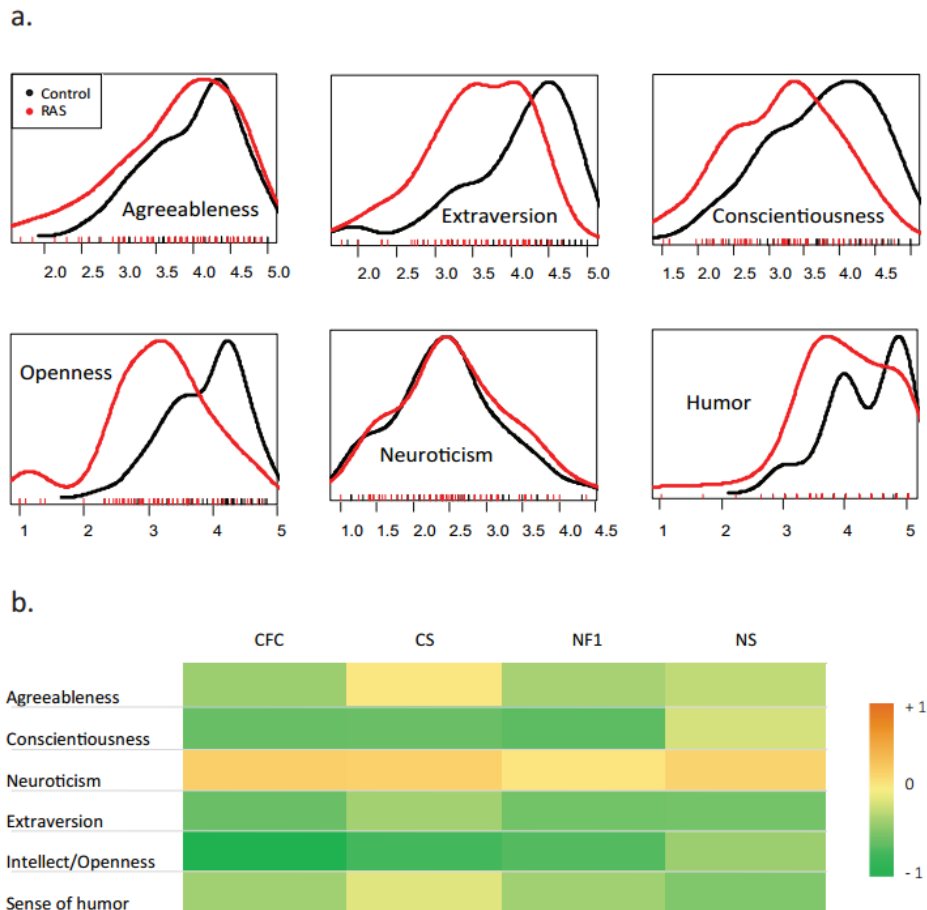 a.
Control
RAS
Agreeableness
Extraversion
Conscientiousness
2.0 2.5 3.0 3.5 4.0 4.5 5.0
2.0 2.5 3.0 3.5 4.0 4.5 5.0
1.5 2.0 2.5 3.0 3.5 4.0 4.5
Openness
Neuroticism
Humor
1 2 3 4 5
1.0 1.5 2.0 2.5 3.0 3.5 4.0 4.5
1 2 3 4 5
b.
CFC CS NF1 NS
Agreeableness
Conscientiousness
Neuroticism
Extraversion
Intellect/Openness
Sense of humor
+ 1
0
- 1